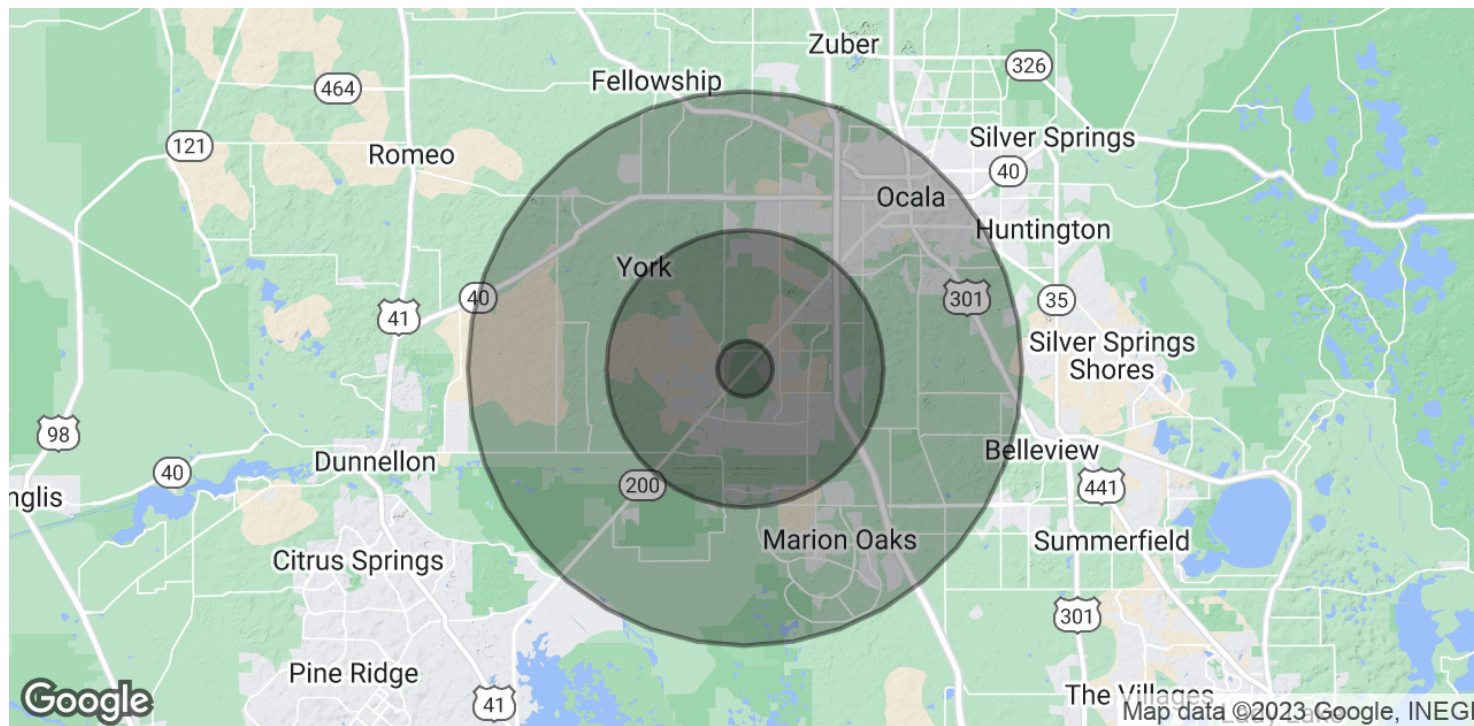 Zuber
326
Fellowship
464
Silver Springs
121
Romeo
40
Ocala
Huntington
York
40
301
35
41
Silver Springs
Shores
98
Dunnellon
Belleview
40
200
441
nglis
Marion Oaks
Summerfield
Citrus Springs
301
Pine Ridge
The Villages
41
Google
Map data ©2023 Google, INEGI